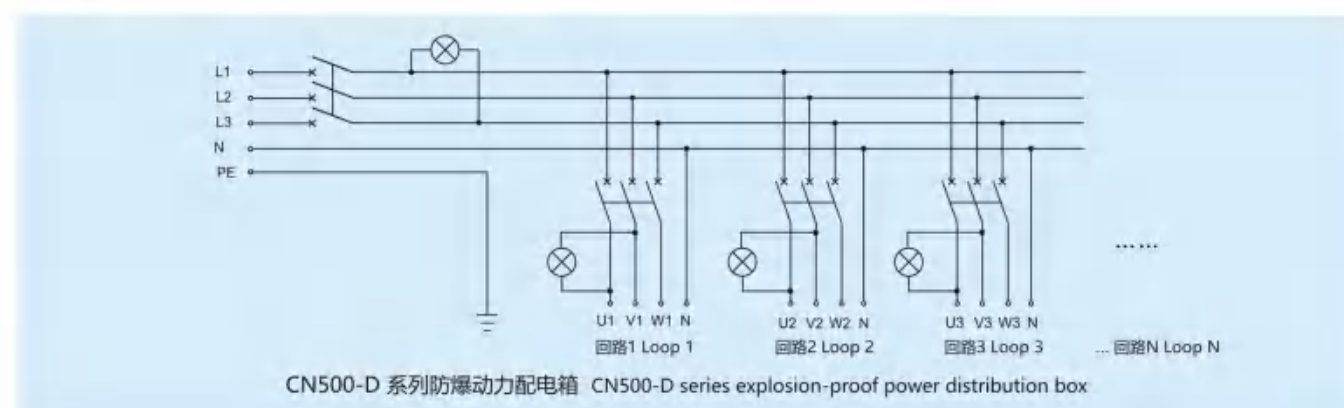 L1
L2
L3
N
PE
U1 V1 W1 N
U2 V2 W2 N
U3 V3 W3 N
……
回路1 Loop 1
回路2 Loop 2
回路3 Loop 3
... 回路N Loop N
CN500-D 系列防爆动力配电箱 CN500-D series explosion-proof power distribution box